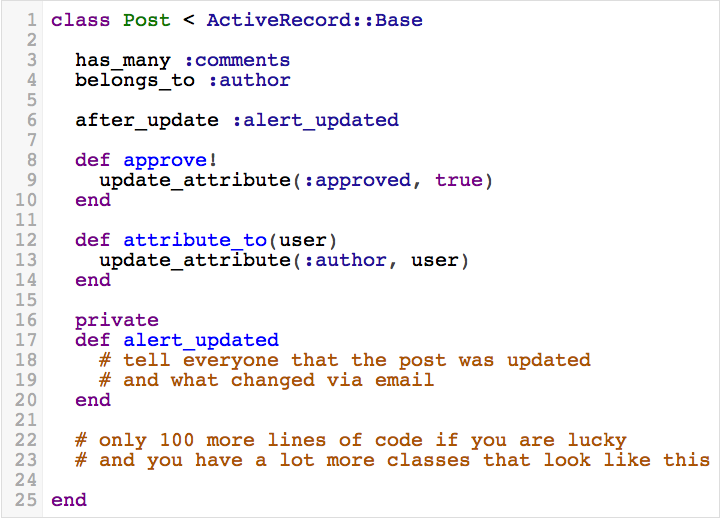 1 class Post < ActiveRecord::Base
2
3   has_many :comments
4   belongs_to :author
5
6   after_update :alert_updated
7
8   def approve!
9     update_attribute(:approved, true)
10   end
11
12   def attribute_to(user)
13     update_attribute(:author, user)
14   end
15
16   private
17   def alert_updated
18     # tell everyone that the post was updated
19     # and what changed via email
20   end
21
22   # only 100 more lines of code if you are lucky
23   # and you have a lot more classes that look like this
24
25 end